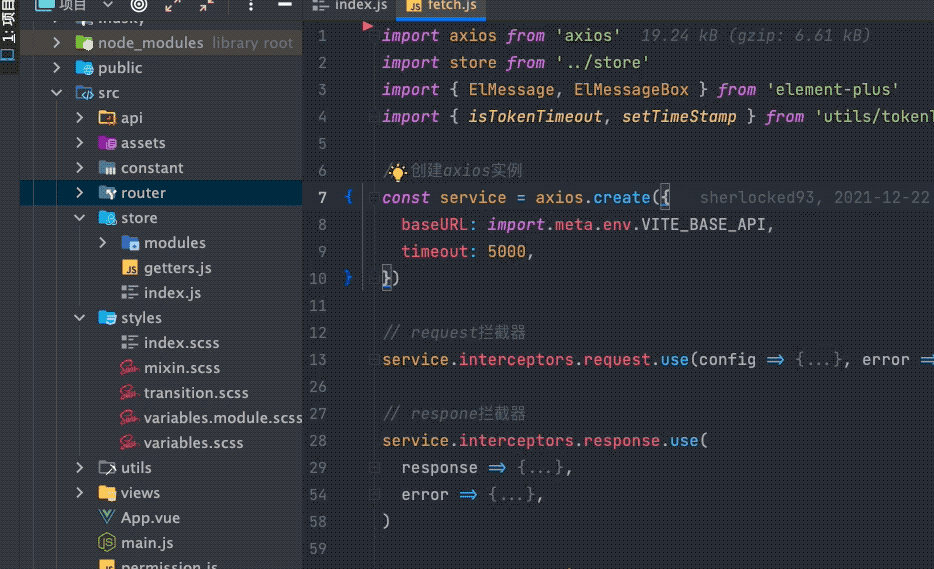 1: 项目
项目
node_modules library root
public
src
api
assets
constant
router
store
modules
getters.js
index.js
styles
index.scss
mixin.scss
transition.scss
variables.module.scss
variables.scss
utils
views
App.vue
main.js
permission.js
index.js
fetch.js
1 import axios from 'axios' 19.24 kB (gzip: 6.61 kB)
2 import store from '../store'
3 import { ElMessage, ElMessageBox } from 'element-plus'
4 import { isTokenTimeout, setTimeStamp } from 'utils/token
5
6 // 创建axios实例
7 const service = axios.create({ sherlocked93, 2021-12-22
8 baseURL: import.meta.env.VITE_BASE_API,
9 timeout: 5000,
10 })
11
12 // request拦截器
13 service.interceptors.request.use(config => {...}, error =>
26
27 // respone拦截器
28 service.interceptors.response.use(
29 response => {...},
54 error => {...},
58 )
59